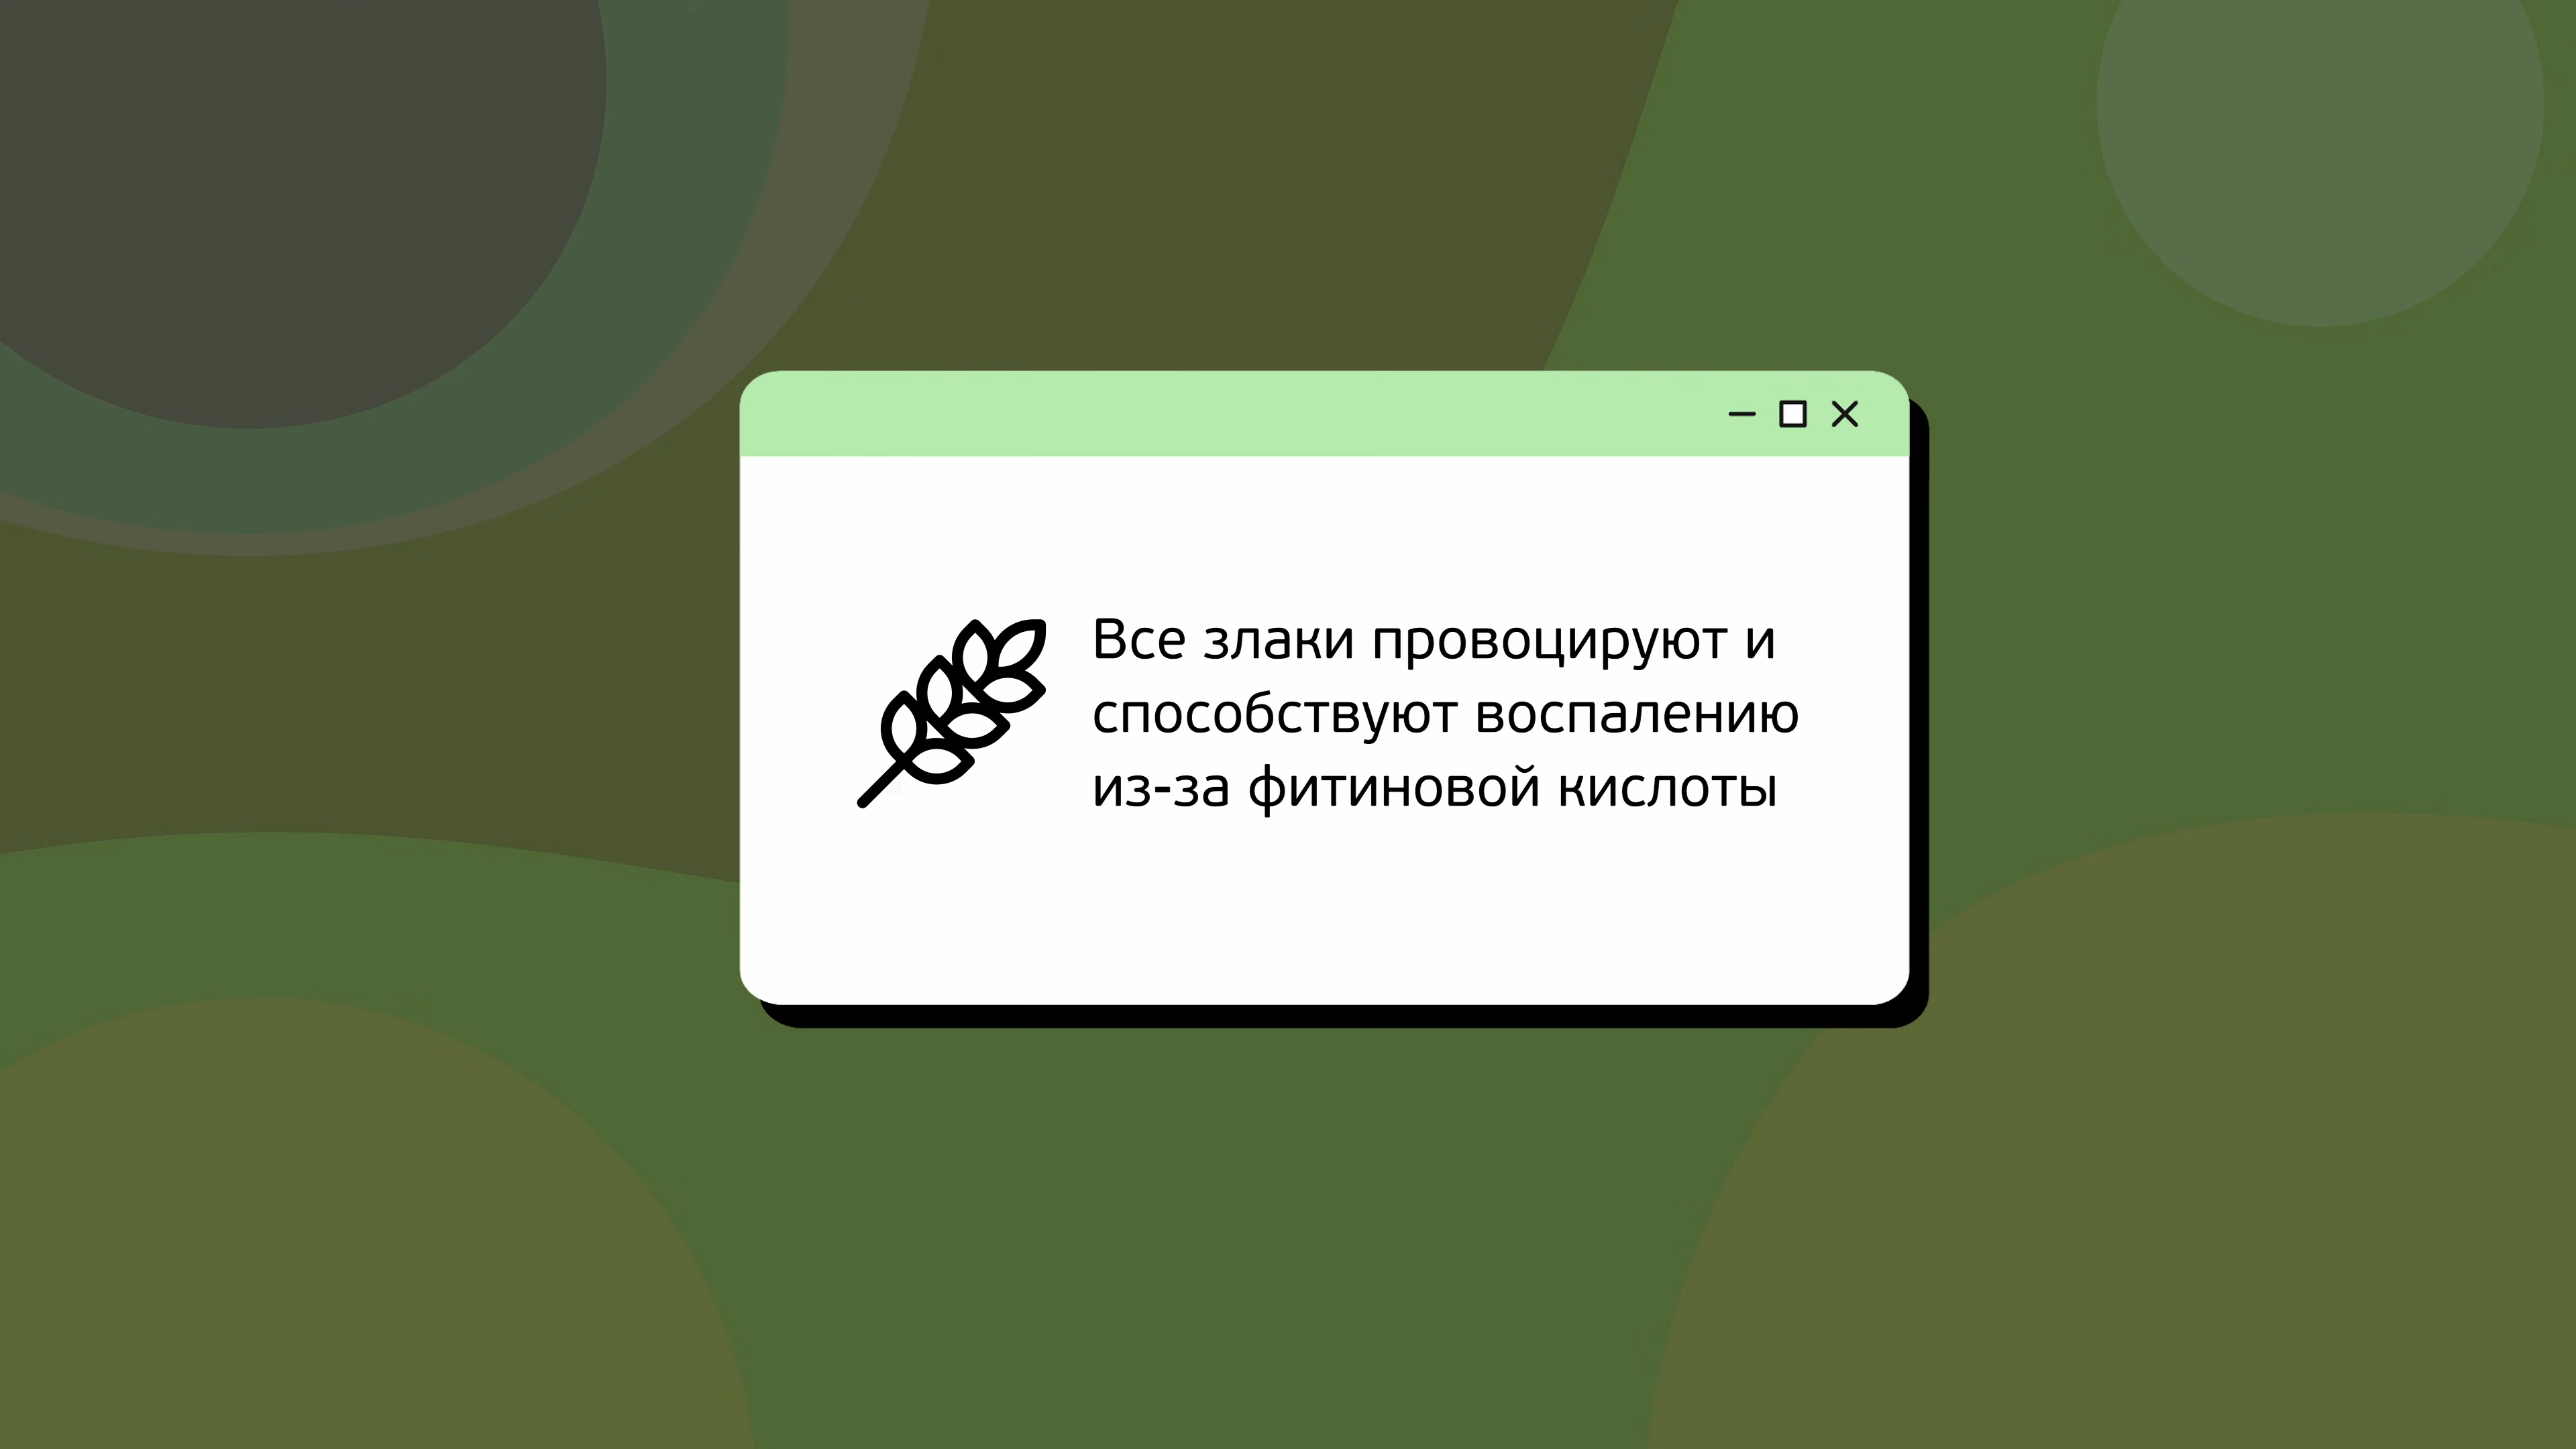 Все злаки провоцируют и
способствуют воспалению
из-за фитиновой кислоты